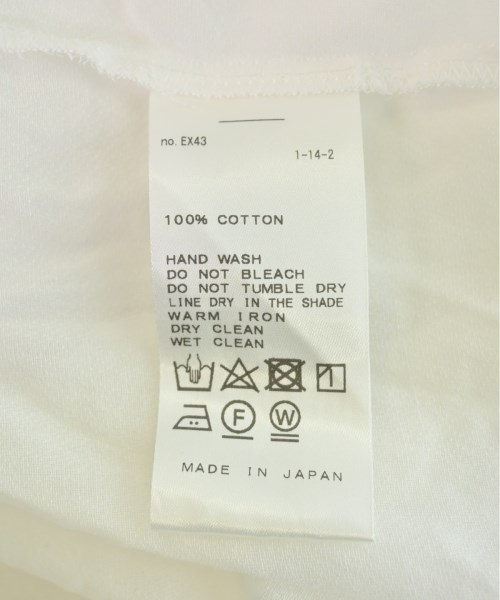 no. EX43
1-14-2
100% COTTON
HAND WASH
DO NOT BLEACH
DO NOT TUMBLE DRY
LINE DRY IN THE SHADE
WARM IRON
DRY CLEAN
WET CLEAN
F W
MADE IN JAPAN